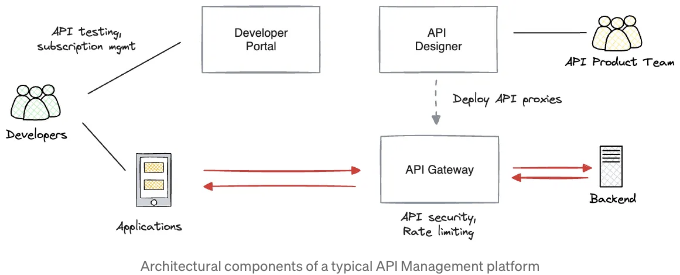 API testing,
subscription mgmt
Developer
Portal
API
Designer
API Product Team
Deploy API proxies
Developers
API Gateway
Applications
API security,
Rate limiting
Backend
Architectural components of a typical API Management platform